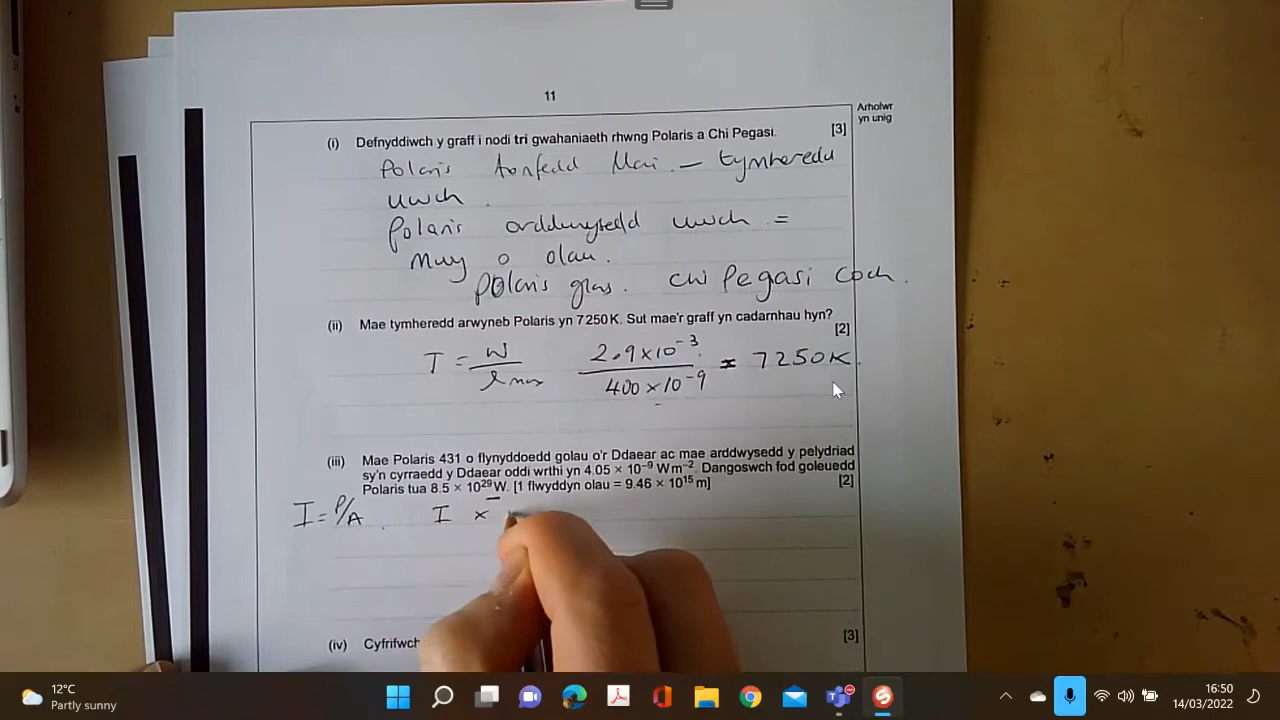 11
Arholwr
yn unig
(i) Defnyddiwch y graff i nodi tri gwahaniaeth rhwng Polaris a Chi Pegasi. [3]
Polaris tonfedd llai – tymheredd
uwch.
Polaris arddwysedd uwch =
mwy o olau.
Polaris glas. chi Pegasi coch.
(ii) Mae tymheredd arwyneb Polaris yn 7250K. Sut mae'r graff yn cadarnhau hyn?
[2]
T = W / λmax 2.9×10⁻³ / 400×10⁻⁹ = 7250K.
(iii) Mae Polaris 431 o flynyddoedd golau o'r Ddaear ac mae arddwysedd y pelydriad
sy'n cyrraedd y Ddaear oddi wrthi yn 4.05 × 10⁻⁹ W m⁻². Dangoswch fod goleuedd
Polaris tua 8.5 × 10²⁹ W. [1 flwyddyn olau = 9.46 × 10¹⁵ m] [2]
I = P/A. I ×
(iv) [3]
12°C
Partly sunny
16:50
14/03/2022